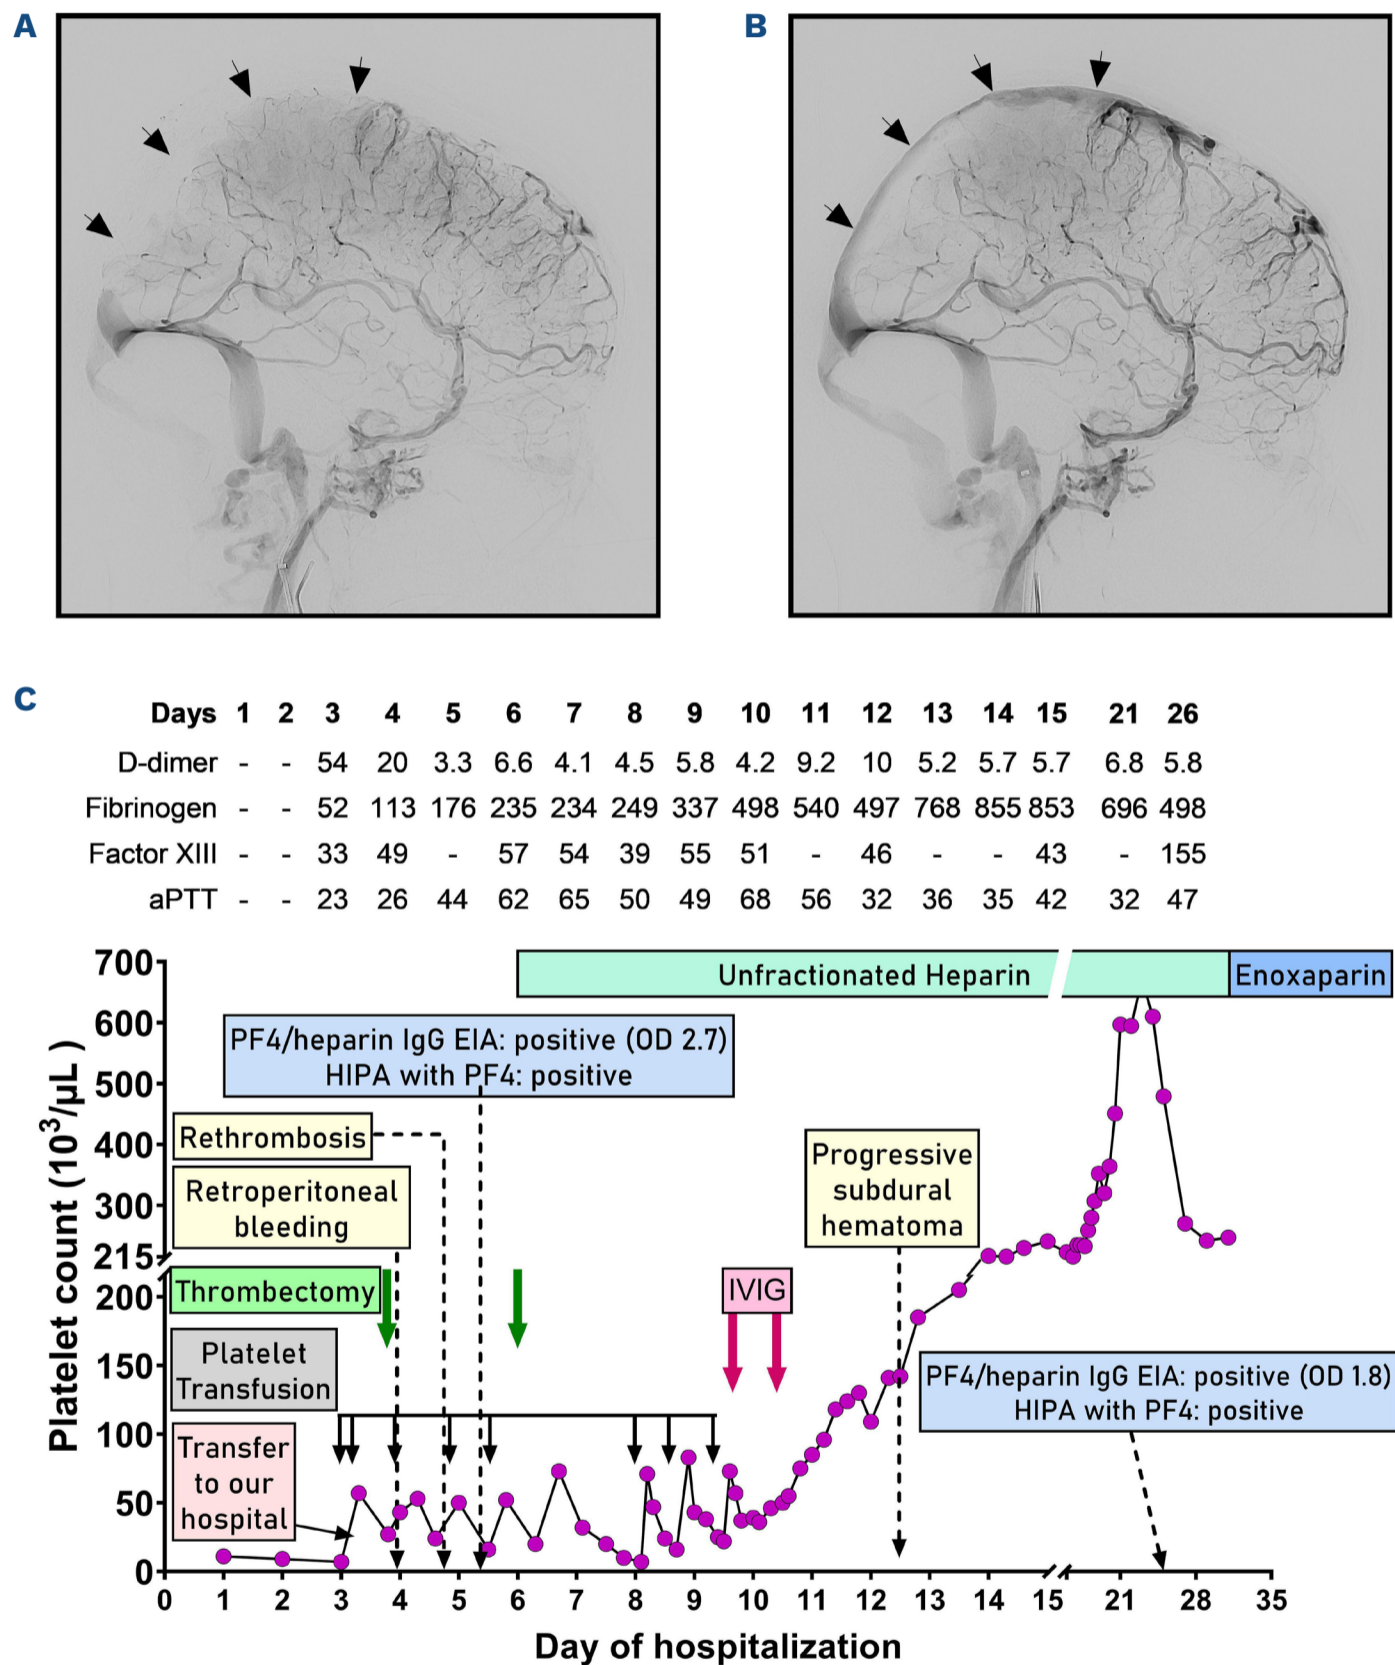 A
B
C
Days 1 2 3 4 5 6 7 8 9 10 11 12 13 14 15 21 26
D-dimer - - 54 20 3.3 6.6 4.1 4.5 5.8 4.2 9.2 10 5.2 5.7 5.7 6.8 5.8
Fibrinogen - - 52 113 176 235 234 249 337 498 540 497 768 855 853 696 498
Factor XIII - - 33 49 - 57 54 39 55 51 - 46 - - 43 - 155
aPTT - - 23 26 44 62 65 50 49 68 56 32 36 35 42 32 47
Platelet count (10³/µL )
700
600
500
400
300
215
200
150
100
50
0
Unfractionated Heparin
Enoxaparin
PF4/heparin IgG EIA: positive (OD 2.7)
HIPA with PF4: positive
Rethrombosis
Retroperitoneal
bleeding
Thrombectomy
Platelet
Transfusion
Transfer
to our
hospital
IVIG
Progressive
subdural
hematoma
PF4/heparin IgG EIA: positive (OD 1.8)
HIPA with PF4: positive
0 1 2 3 4 5 6 7 8 9 10 11 12 13 14 15 21 28 35
Day of hospitalization